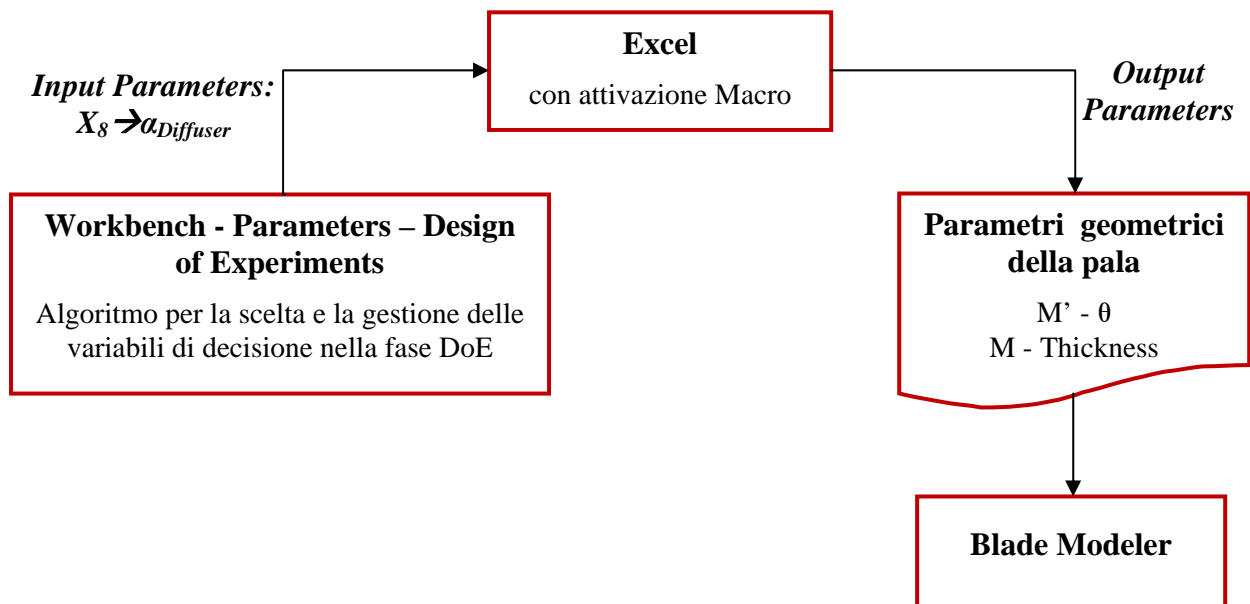 Excel
con attivazione Macro
Input Parameters:
X₈→αDiffuser
Output
Parameters
Workbench - Parameters – Design
of Experiments
Algoritmo per la scelta e la gestione delle
variabili di decisione nella fase DoE
Parametri geometrici
della pala
M’ - θ
M - Thickness
Blade Modeler